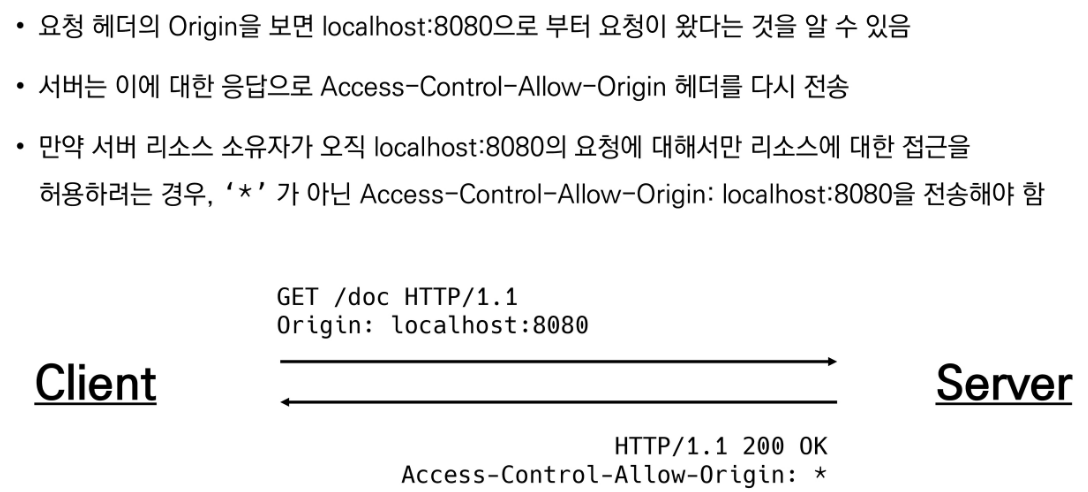 • 요청 헤더의 Origin을 보면 localhost:8080으로 부터 요청이 왔다는 것을 알 수 있음
• 서버는 이에 대한 응답으로 Access-Control-Allow-Origin 헤더를 다시 전송
• 만약 서버 리소스 소유자가 오직 localhost:8080의 요청에 대해서만 리소스에 대한 접근을
허용하려는 경우, ‘*’ 가 아닌 Access-Control-Allow-Origin: localhost:8080을 전송해야 함
GET /doc HTTP/1.1
Origin: localhost:8080
Client
Server
HTTP/1.1 200 OK
Access-Control-Allow-Origin: *